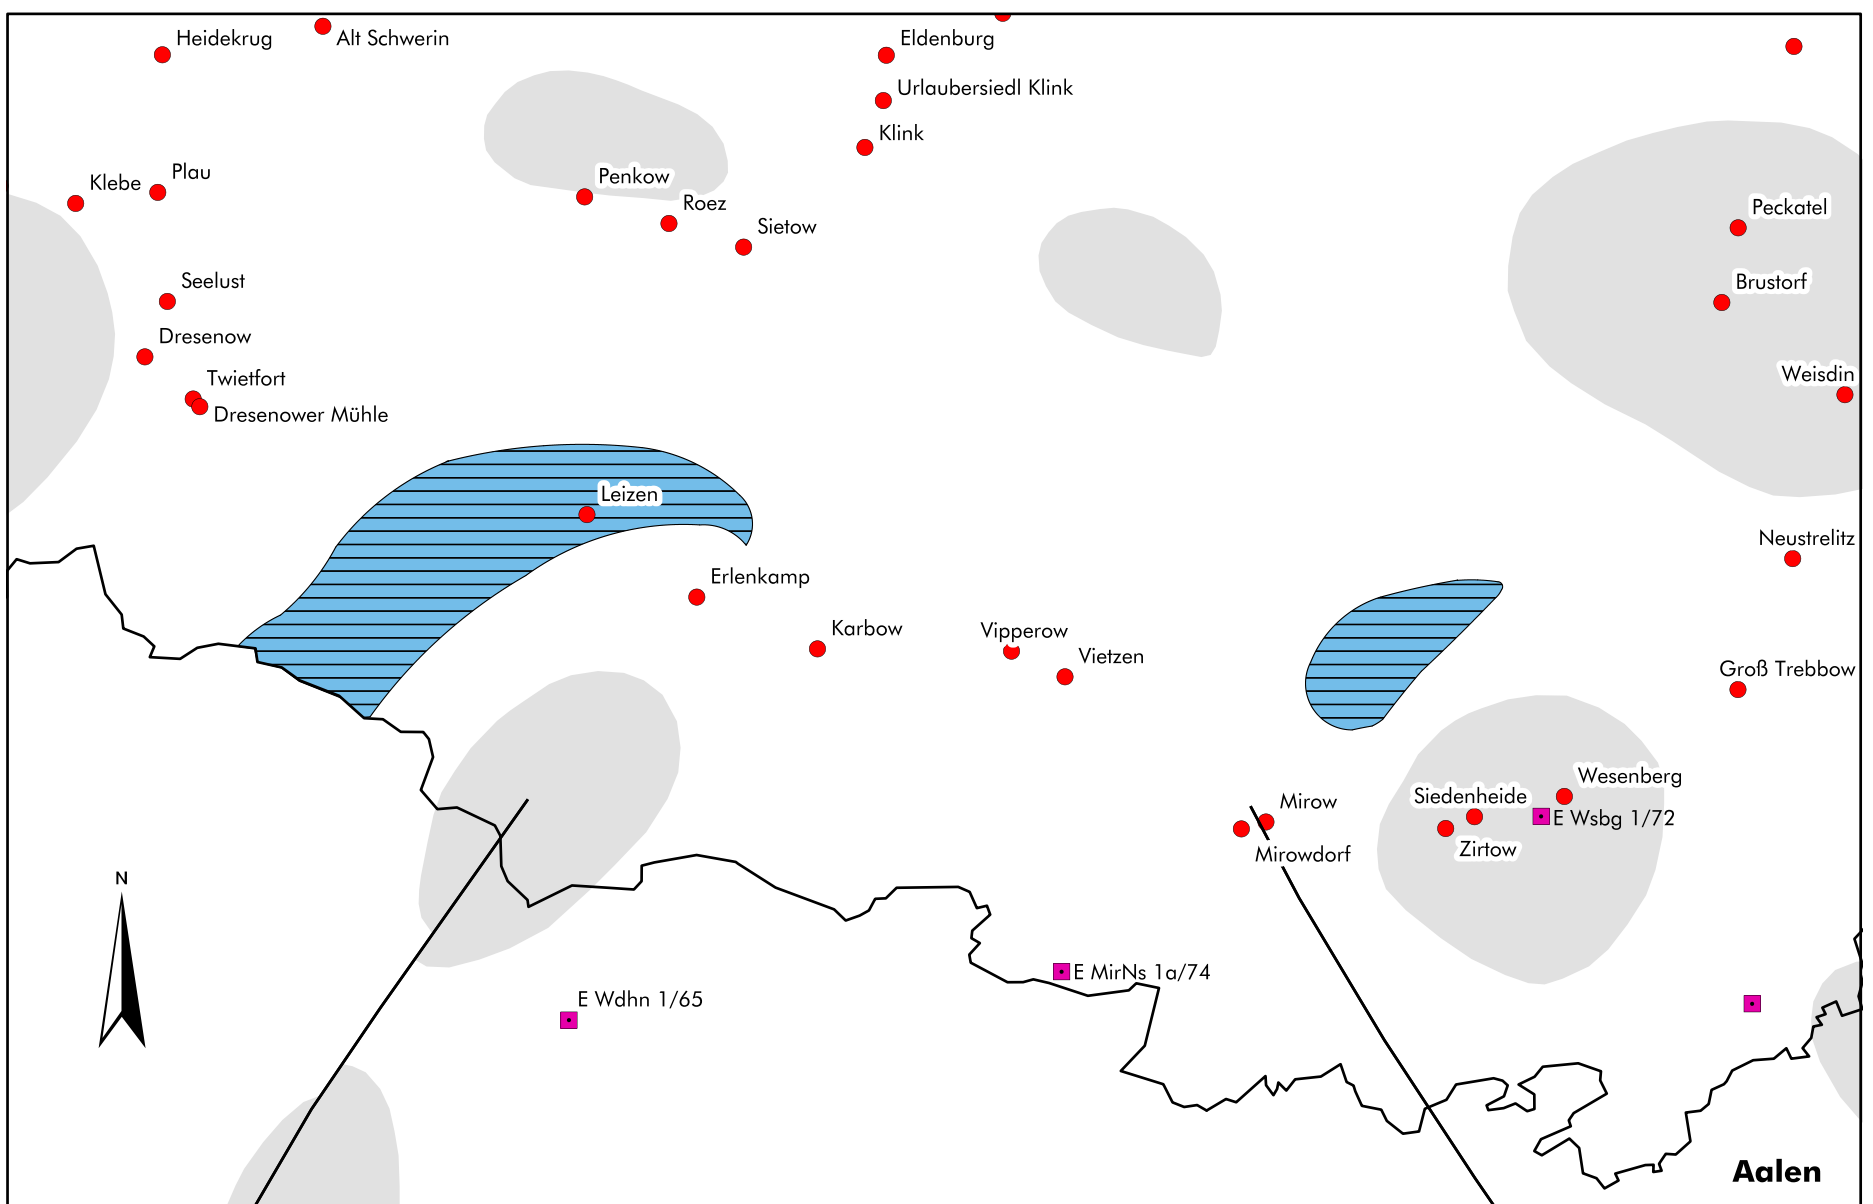 Heidekrug
Alt Schwerin
Eldenburg
Urlaubersiedl Klink
Klink
Klebe
Plau
Penkow
Roez
Sietow
Peckatel
Seelust
Brustorf
Dresenow
Twietfort
Dresenower Mühle
Weisdin
Leizen
Neustrelitz
Erlenkamp
Karbow
Vipperow
Vietzen
Groß Trebbow
Wesenberg
Siedenheide
Mirow
E Wsbg 1/72
Mirowdorf
Zirtow
N
E MirNs 1a/74
E Wdhn 1/65
Aalen